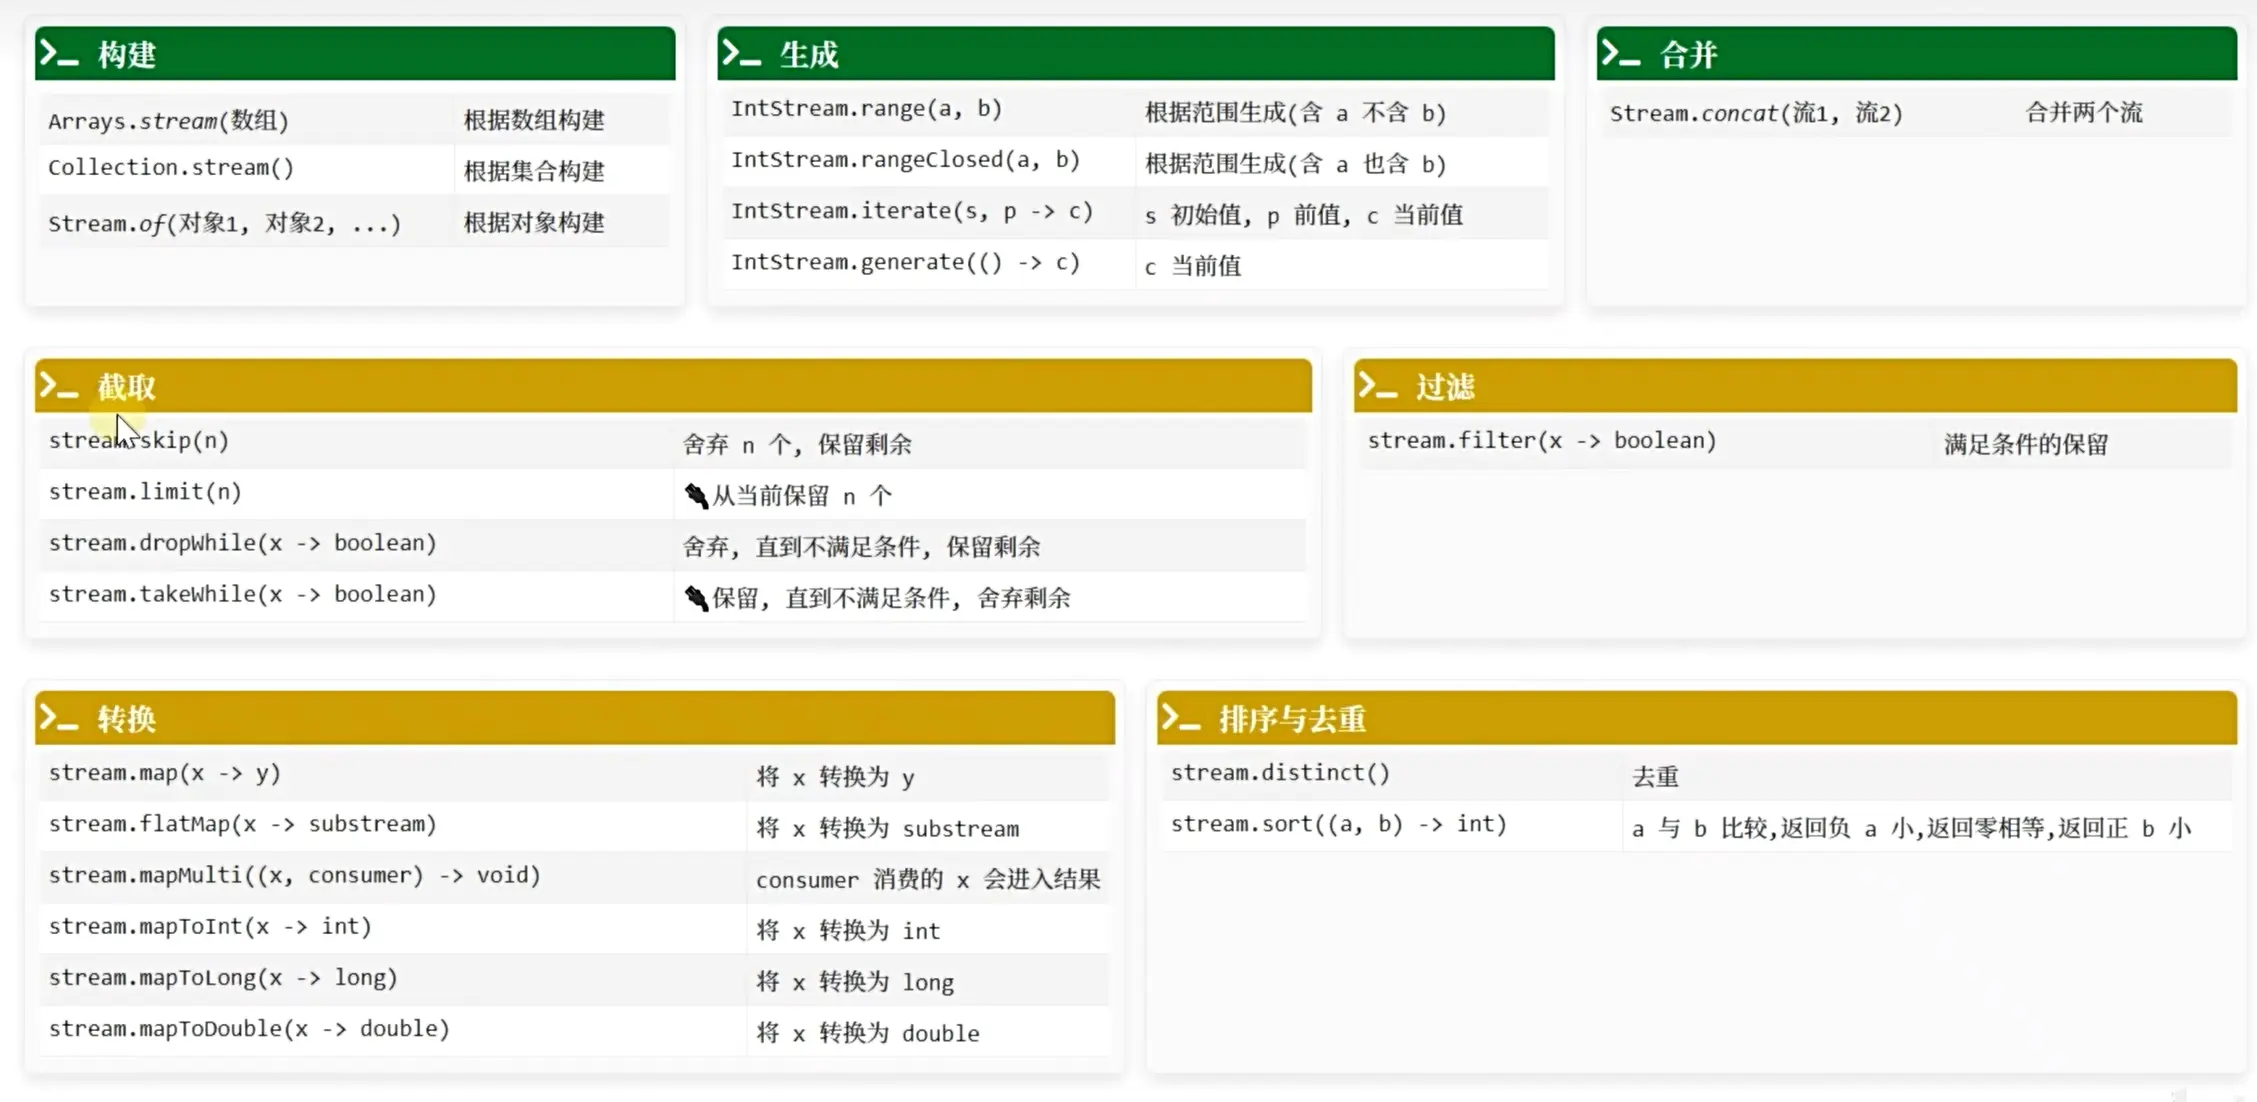 构建
Arrays.stream(数组) 根据数组构建
Collection.stream() 根据集合构建
Stream.of(对象1, 对象2, ...) 根据对象构建
生成
IntStream.range(a, b) 根据范围生成(含 a 不含 b)
IntStream.rangeClosed(a, b) 根据范围生成(含 a 也含 b)
IntStream.iterate(s, p -> c) s 初始值, p 前值, c 当前值
IntStream.generate(() -> c) c 当前值
合并
Stream.concat(流1, 流2) 合并两个流
截取
stream.skip(n) 舍弃 n 个, 保留剩余
stream.limit(n) 从当前保留 n 个
stream.dropWhile(x -> boolean) 舍弃, 直到不满足条件, 保留剩余
stream.takeWhile(x -> boolean) 保留, 直到不满足条件, 舍弃剩余
过滤
stream.filter(x -> boolean) 满足条件的保留
转换
stream.map(x -> y) 将 x 转换为 y
stream.flatMap(x -> substream) 将 x 转换为 substream
stream.mapMulti((x, consumer) -> void) consumer 消费的 x 会进入结果
stream.mapToInt(x -> int) 将 x 转换为 int
stream.mapToLong(x -> long) 将 x 转换为 long
stream.mapToDouble(x -> double) 将 x 转换为 double
排序与去重
stream.distinct() 去重
stream.sort((a, b) -> int) a 与 b 比较,返回负 a 小,返回零相等,返回正 b 小